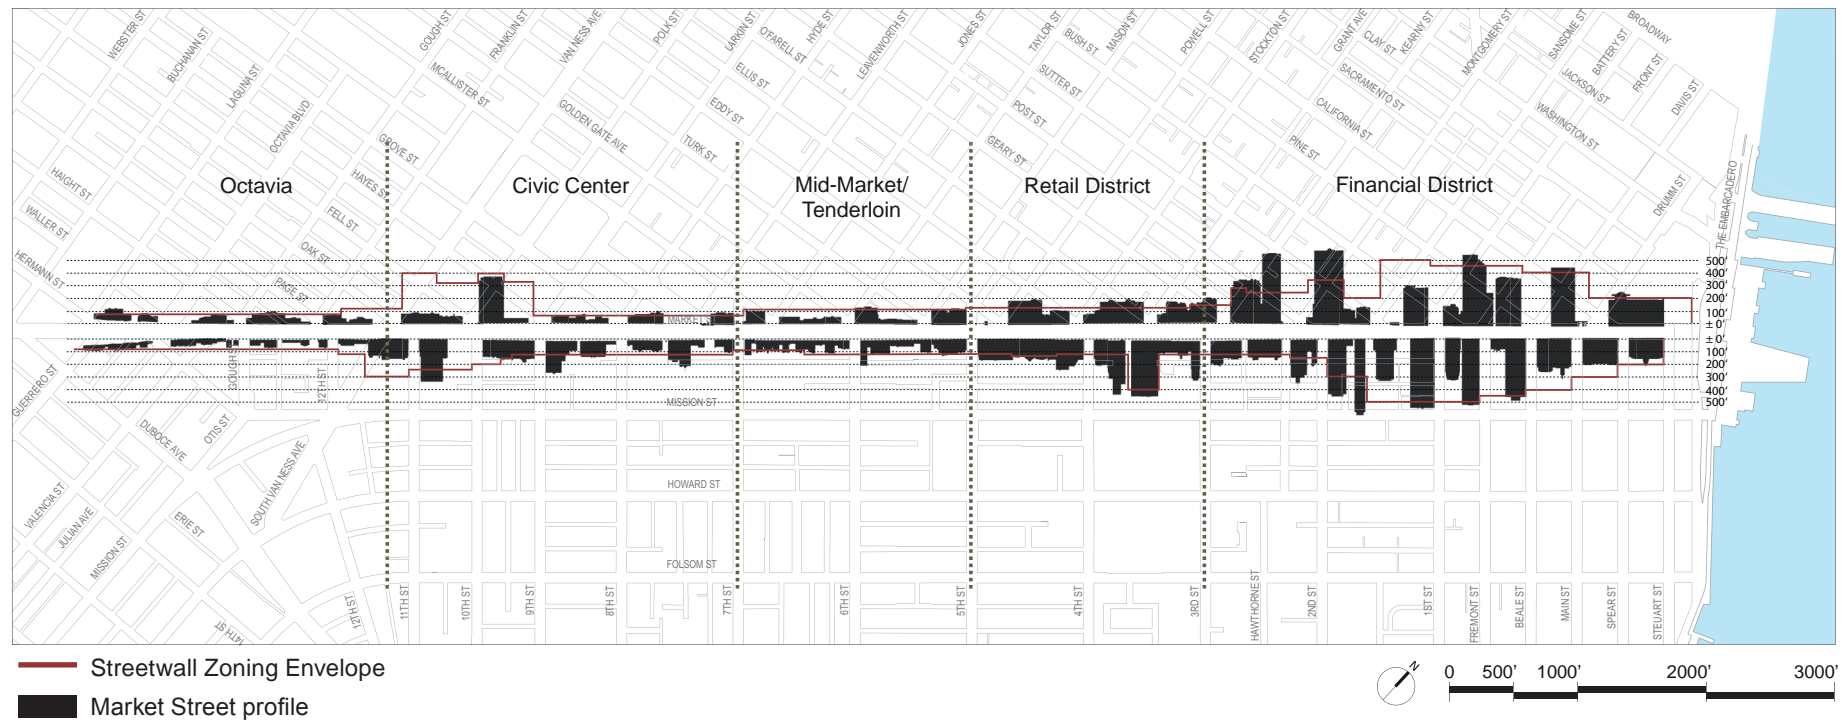 WEBSTER ST
BUCHANAN ST
LAGUNA ST
OCTAVIA BLVD
GOUGH ST
FRANKLIN ST
VAN NESS AVE
POLK ST
LARKIN ST
O'FARELL ST
HYDE ST
LEAVENWORTH ST
JONES ST
TAYLOR ST
BUSH ST
MASON ST
POWELL ST
STOCKTON ST
GRANT AVE
CLAY ST
KEARNY ST
MONTGOMERY ST
SANSOME ST
BATTERY ST
BROADWAY
FRONT ST
DAVIS ST
JACKSON ST
WASHINGTON ST
SACRAMENTO ST
CALIFORNIA ST
PINE ST
SUTTER ST
POST ST
GEARY ST
ELLIS ST
EDDY ST
TURK ST
GOLDEN GATE AVE
MCALLISTER ST
GROVE ST
HAYES ST
FELL ST
OAK ST
PAGE ST
HAIGHT ST
WALLER ST
HERMANN ST
DRUMM ST
THE EMBARCADERO
Octavia
Civic Center
Mid-Market/
Tenderloin
Retail District
Financial District
500'
400'
300'
200'
100'
± 0'
MARKET S
± 0'
100'
200'
300'
400'
500'
GUERRERO ST
GOUGH S
12TH ST
MISSION ST
DUBOCE AVE
OTIS ST
SOUTH VAN NESS AVE
VALENCIA ST
JULIAN AVE
MISSION ST
ERIE ST
14TH ST
12TH ST
HOWARD ST
FOLSOM ST
11TH ST
10TH ST
9TH ST
8TH ST
7TH ST
6TH ST
5TH ST
4TH ST
3RD ST
HAWTHORNE ST
2ND ST
1ST ST
FREMONT ST
BEALE ST
MAIN ST
SPEAR ST
STEUART ST
Streetwall Zoning Envelope
Market Street profile
N
0 500' 1000' 2000' 3000'